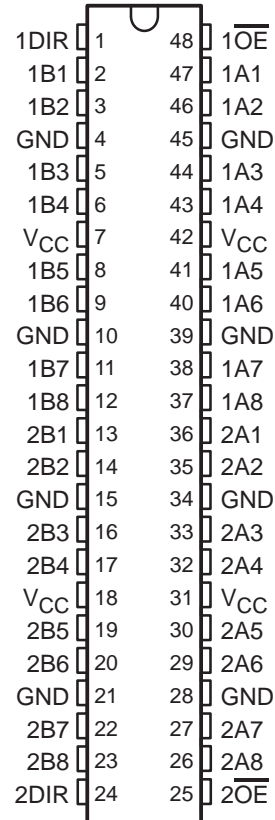 1DIR 1 48 1O̅E̅
1B1 2 47 1A1
1B2 3 46 1A2
GND 4 45 GND
1B3 5 44 1A3
1B4 6 43 1A4
VCC 7 42 VCC
1B5 8 41 1A5
1B6 9 40 1A6
GND 10 39 GND
1B7 11 38 1A7
1B8 12 37 1A8
2B1 13 36 2A1
2B2 14 35 2A2
GND 15 34 GND
2B3 16 33 2A3
2B4 17 32 2A4
VCC 18 31 VCC
2B5 19 30 2A5
2B6 20 29 2A6
GND 21 28 GND
2B7 22 27 2A7
2B8 23 26 2A8
2DIR 24 25 2O̅E̅